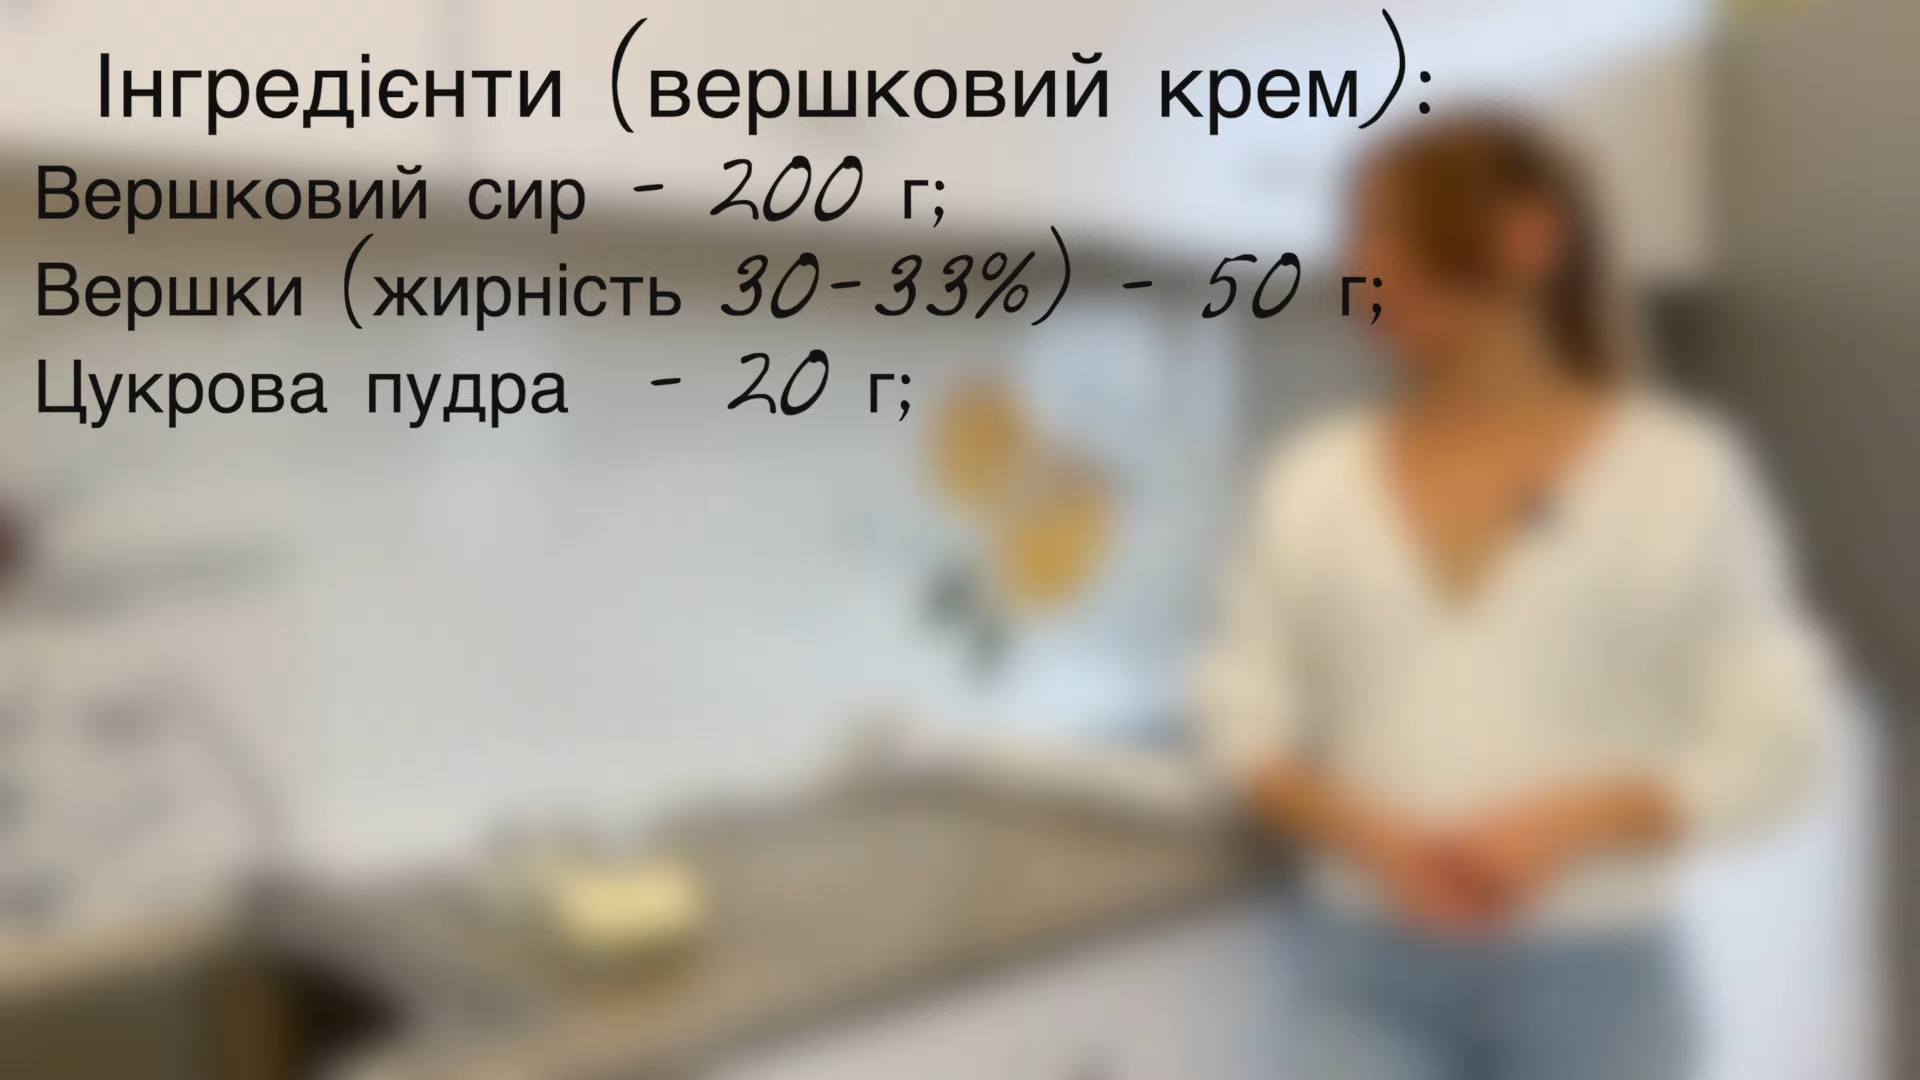 Інгредієнти (вершковий крем):
Вершковий сир - 200 г;
Вершки (жирність 30-33%) - 50 г;
Цукрова пудра - 20 г;